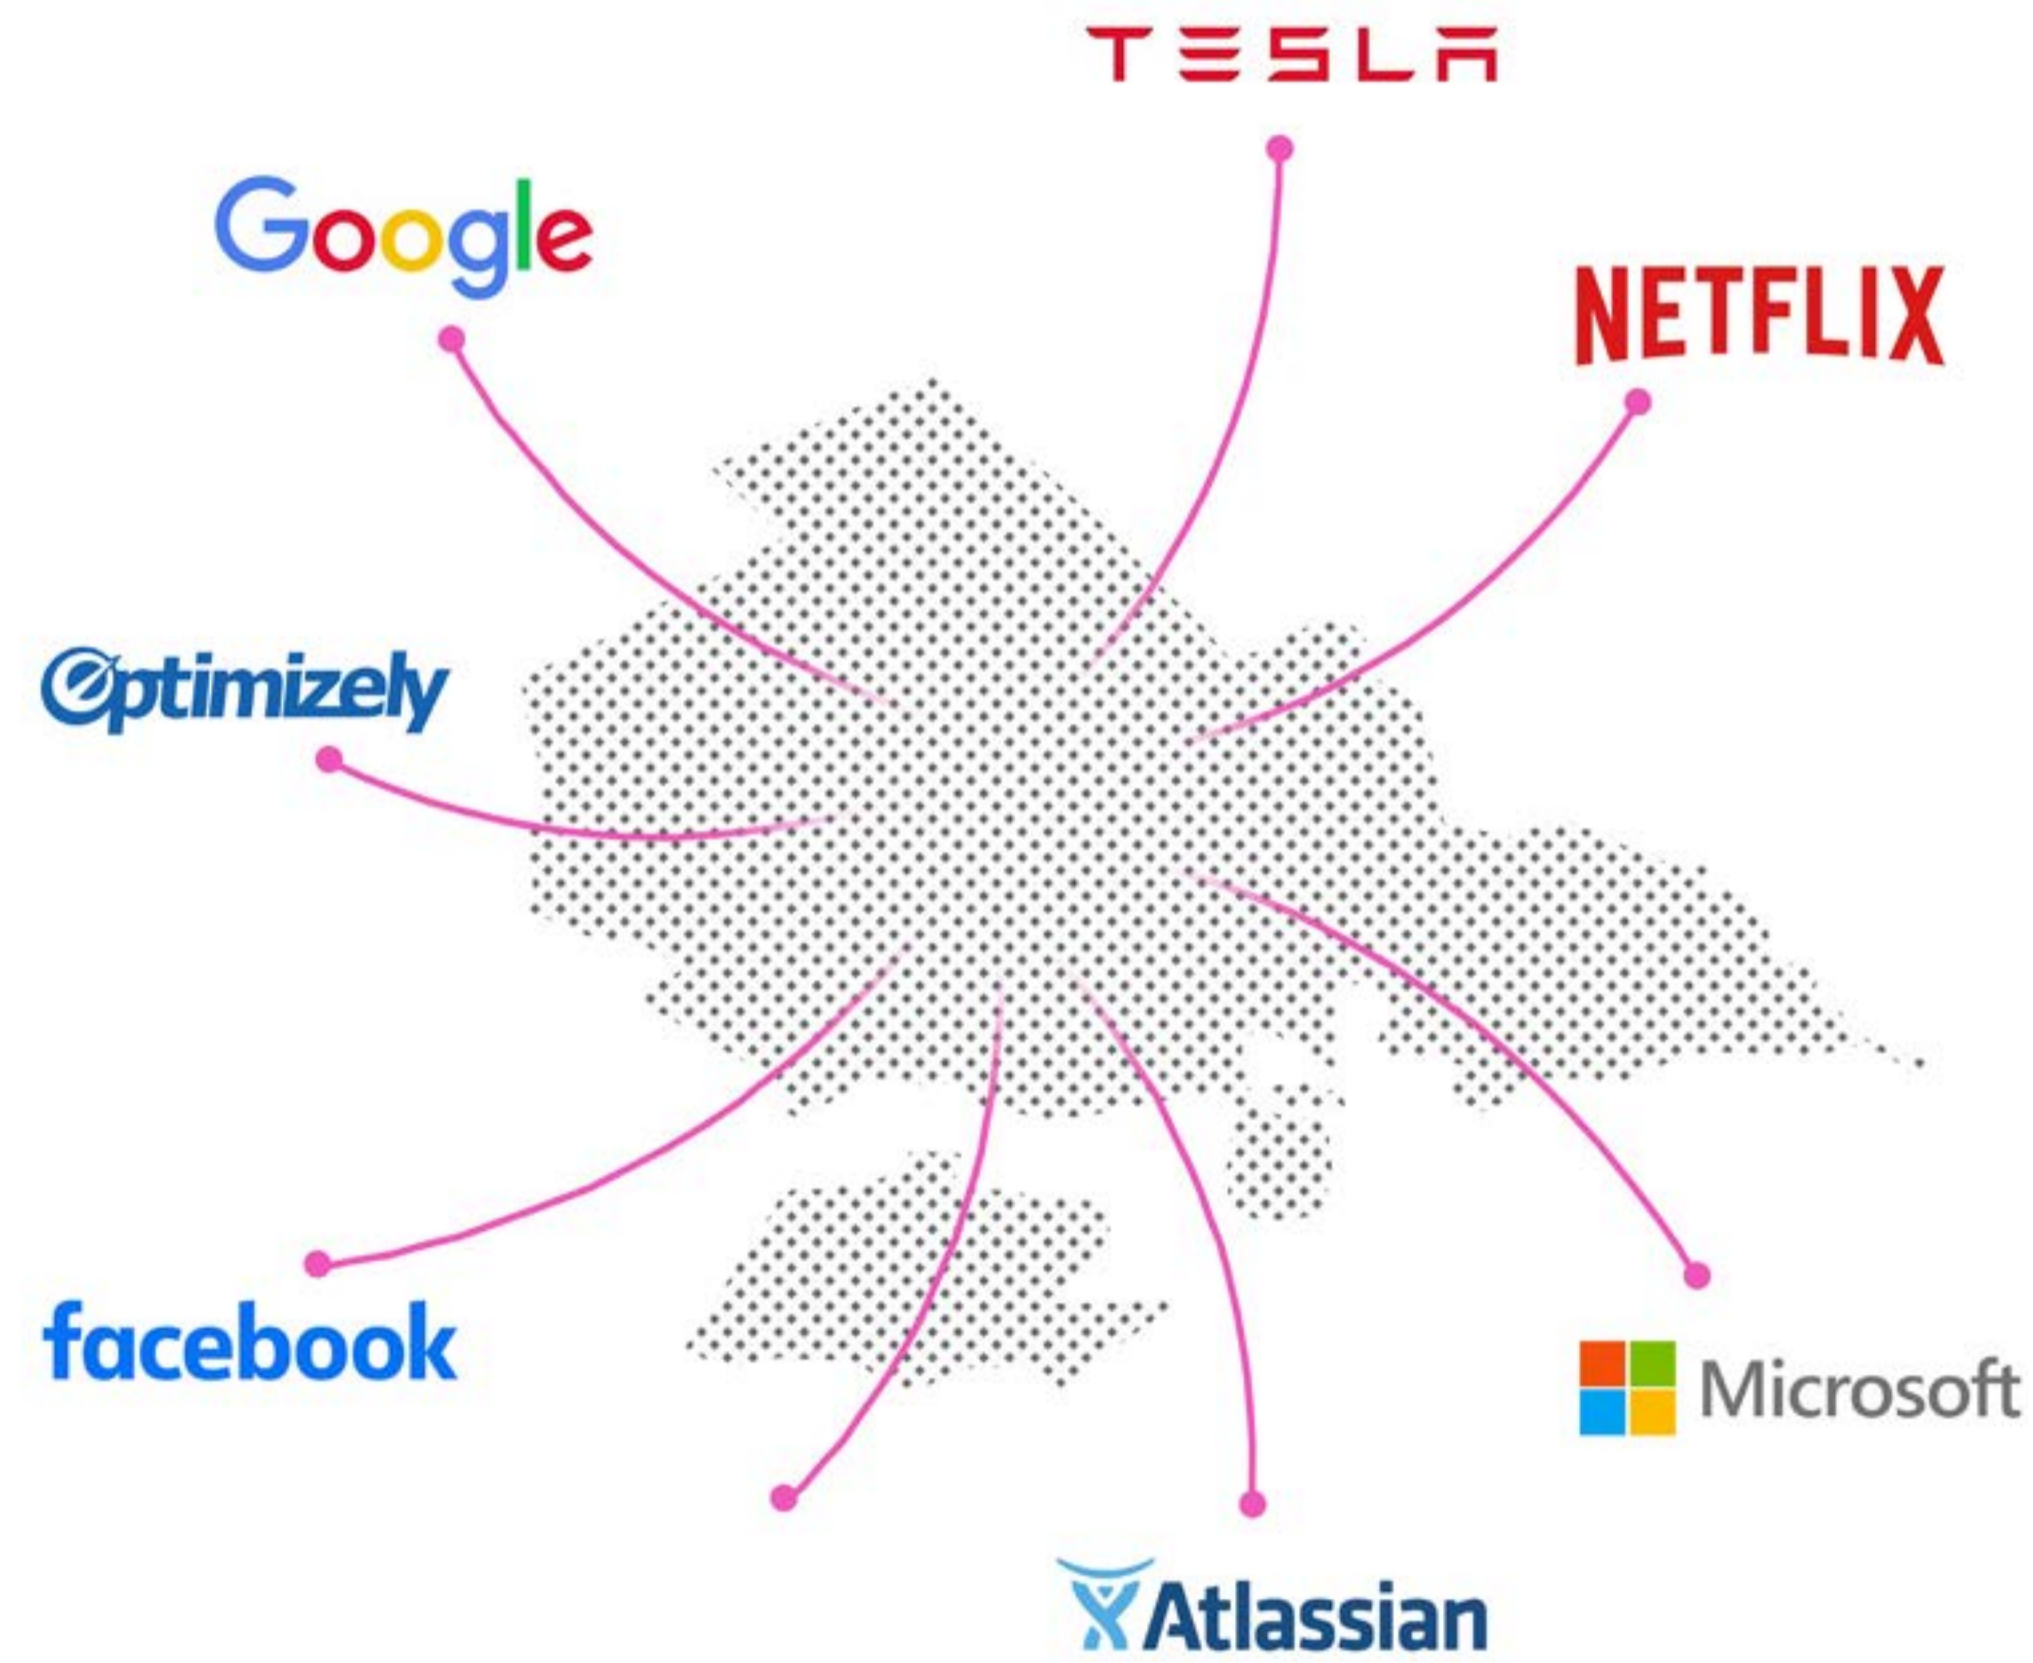 TESLA
Google
NETFLIX
Optimizely
facebook
Microsoft
Atlassian